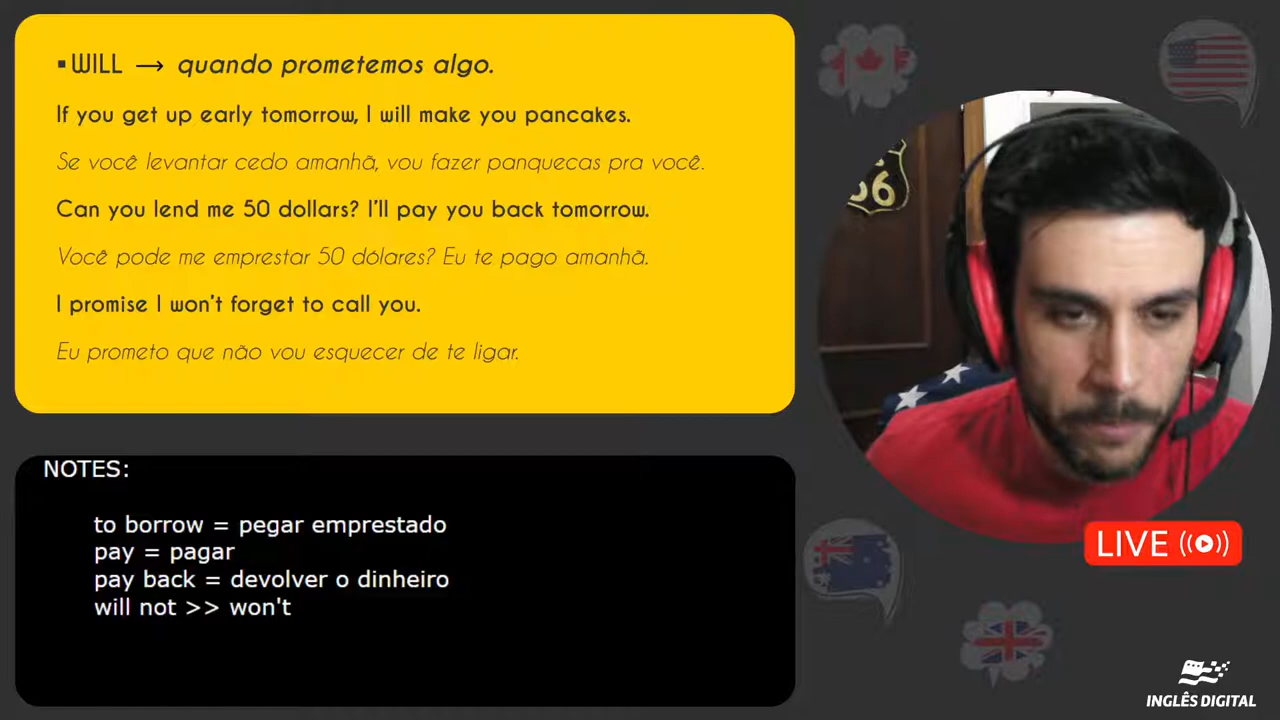 ▪WILL → quando prometemos algo.
If you get up early tomorrow, I will make you pancakes.
Se você levantar cedo amanhã, vou fazer panquecas pra você.
Can you lend me 50 dollars? I'll pay you back tomorrow.
Você pode me emprestar 50 dólares? Eu te pago amanhã.
I promise I won't forget to call you.
Eu prometo que não vou esquecer de te ligar.
NOTES:
to borrow = pegar emprestado
pay = pagar
pay back = devolver o dinheiro
will not >> won't
66
LIVE
INGLÊS DIGITAL